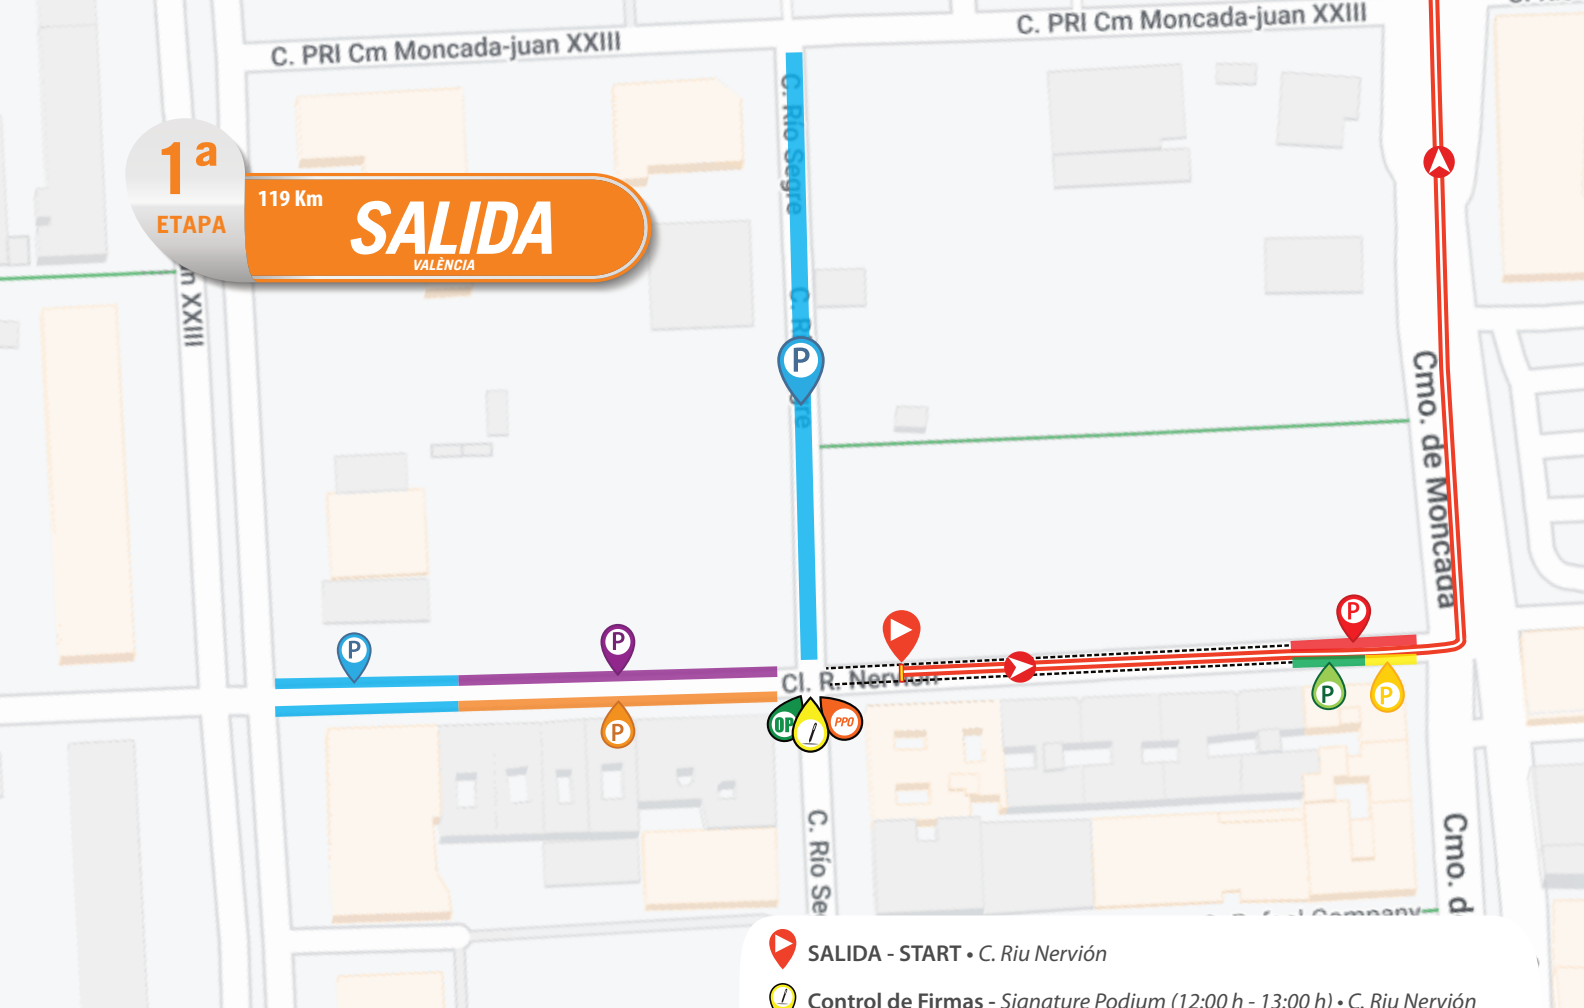 C. PRI Cm Moncada-juan XXIII
C. PRI Cm Moncada-juan XXIII
C. Río Segre
1ª
ETAPA
119 Km
SALIDA
VALÈNCIA
XXIII
P
Cmo. de Moncada
P
P
P
Cl. R. Nervión
OP
PPO
P
P
P
C. Río Se
Cmo. d
SALIDA - START • C. Riu Nervión
Control de Firmas - Signature Podium (12:00 h - 13:00 h) • C. Riu Nervión